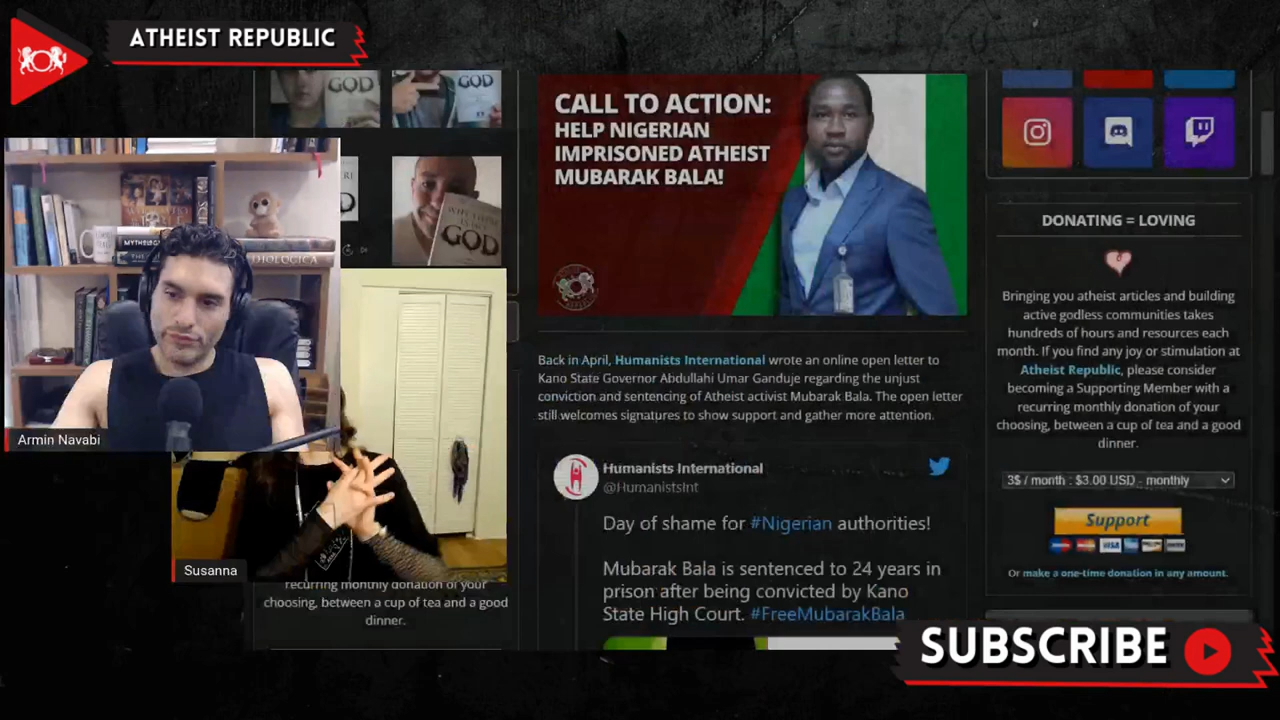 ATHEIST REPUBLIC
GOD
GOD
GOD
MYTHOLOGY
Armin Navabi
Susanna
recurring monthly donation of your
choosing, between a cup of tea and a good
dinner.
CALL TO ACTION:
HELP NIGERIAN
IMPRISONED ATHEIST
MUBARAK BALA!
Back in April, Humanists International wrote an online open letter to
Kano State Governor Abdullahi Umar Ganduje regarding the unjust
conviction and sentencing of Atheist activist Mubarak Bala. The open letter
still welcomes signatures to show support and gather more attention.
Humanists International
@HumanistsInt
Day of shame for #Nigerian authorities!
Mubarak Bala is sentenced to 24 years in
prison after being convicted by Kano
State High Court. #FreeMubarakBala
DONATING = LOVING
Bringing you atheist articles and building
active godless communities takes
hundreds of hours and resources each
month. If you find any joy or stimulation at
Atheist Republic, please consider
becoming a Supporting Member with a
recurring monthly donation of your
choosing, between a cup of tea and a good
dinner.
3$ / month : $3.00 USD - monthly
Support
VISA
Or make a one-time donation in any amount.
SUBSCRIBE